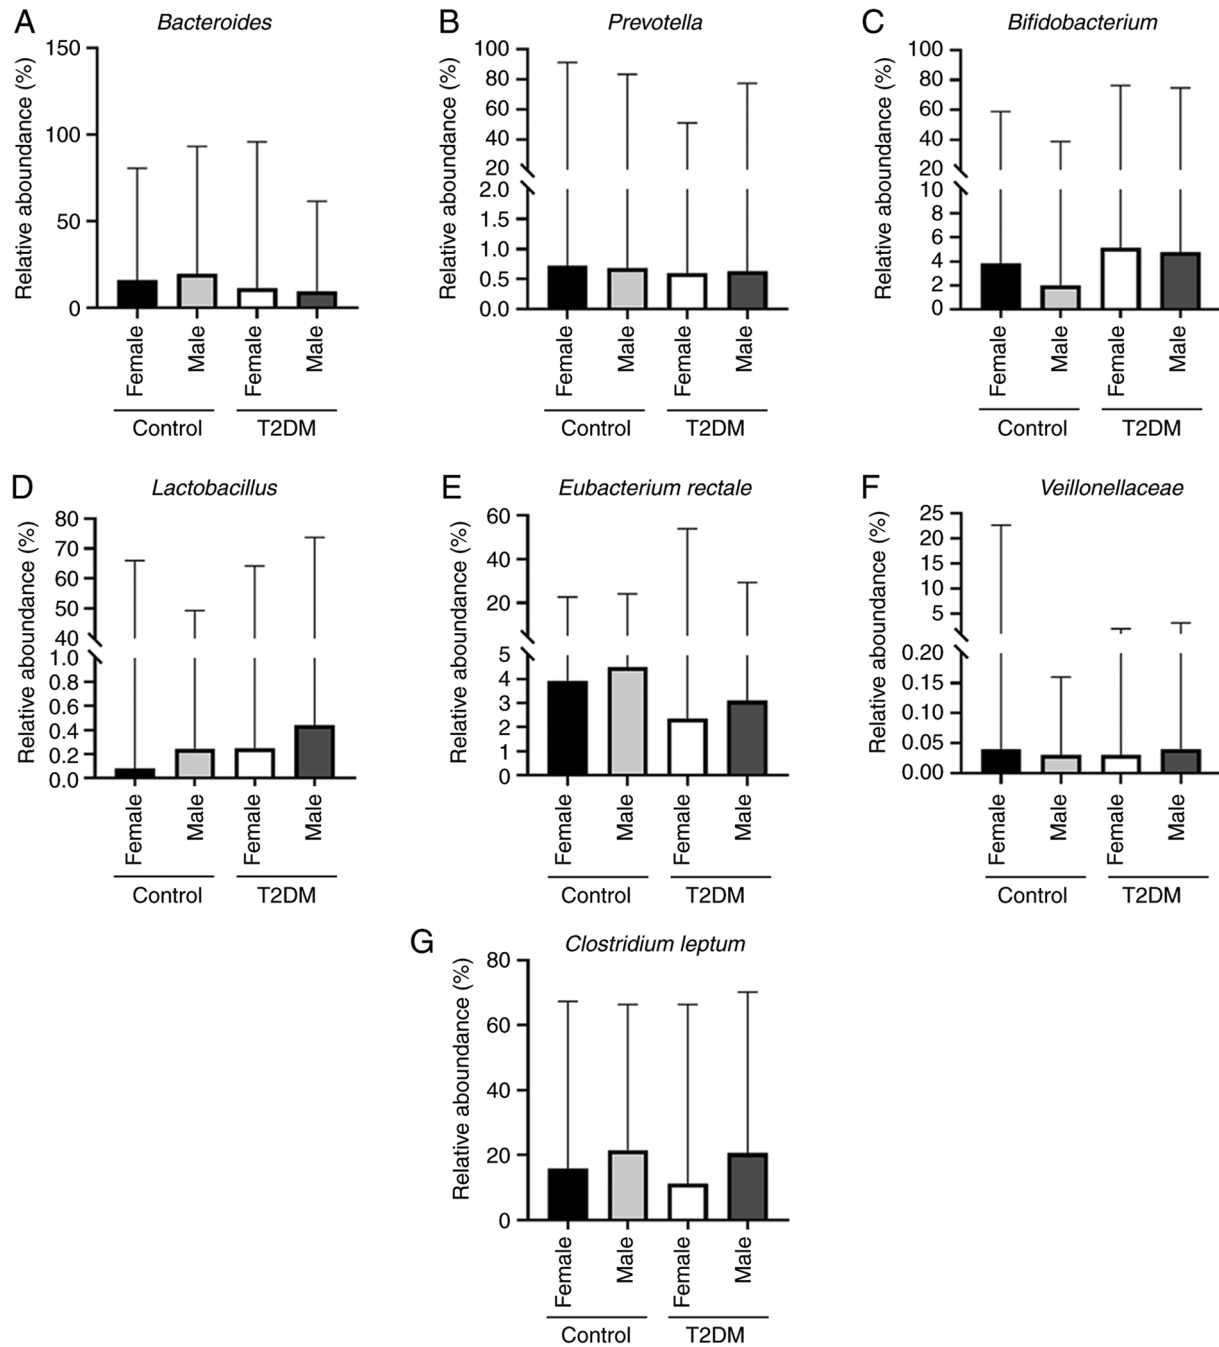 A Bacteroides
Relative aboundance (%)
150
100
50
0
Female Male Female Male
Control T2DM
B Prevotella
Relative aboundance (%)
100
80
60
40
20
2.0
1.5
1.0
0.5
0.0
Female Male Female Male
Control T2DM
C Bifidobacterium
Relative aboundance (%)
100
80
60
40
20
10
8
6
4
2
0
Female Male Female Male
Control T2DM
D Lactobacillus
Relative aboundance (%)
80
70
60
50
40
1.0
0.8
0.6
0.4
0.2
0.0
Female Male Female Male
Control T2DM
E Eubacterium rectale
Relative aboundance (%)
60
40
20
5
4
3
2
1
0
Female Male Female Male
Control T2DM
F Veillonellaceae
Relative aboundance (%)
25
20
15
10
5
0.20
0.15
0.10
0.05
0.00
Female Male Female Male
Control T2DM
G Clostridium leptum
Relative aboundance (%)
80
60
40
20
0
Female Male Female Male
Control T2DM